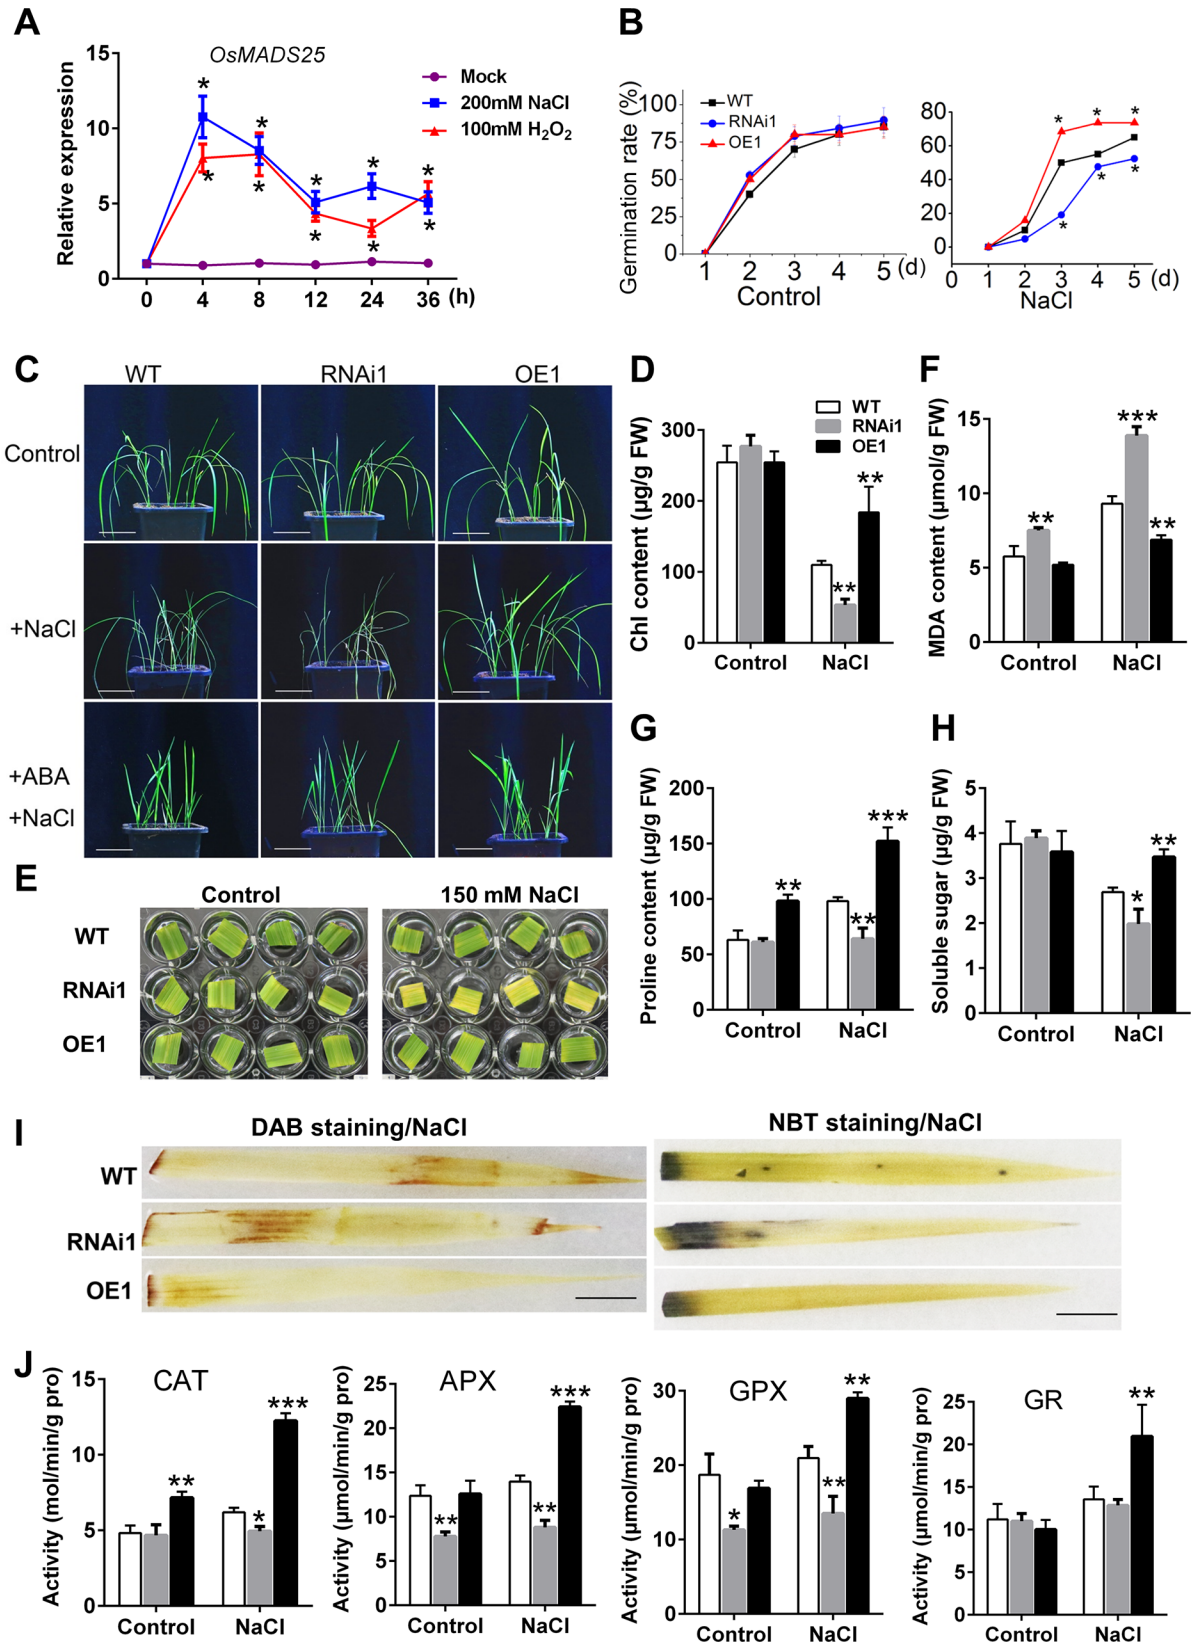 A
OsMADS25
Relative expression
15
10
5
0
0 4 8 12 24 36 (h)
Mock
200mM NaCl
100mM H₂O₂
* * * * *
* * * * *
B
Germination rate (%)
100
75
50
25
0
WT
RNAi1
OE1
1 2 3 4 5 (d)
Control
80
60
40
20
0
* * *
* * *
0 1 2 3 4 5 (d)
NaCl
C
WT RNAi1 OE1
Control
+NaCl
+ABA
+NaCl
D
Chl content (μg/g FW)
300
200
100
0
WT
RNAi1
OE1
**
**
Control NaCl
F
MDA content (μmol/g FW)
15
10
5
0
**
***
**
Control NaCl
E
Control 150 mM NaCl
WT
RNAi1
OE1
G
Proline content (μg/g FW)
200
150
100
50
0
**
**
***
Control NaCl
H
Soluble sugar (μg/g FW)
5
4
3
2
1
0
*
**
Control NaCl
I
DAB staining/NaCl NBT staining/NaCl
WT
RNAi1
OE1
J
CAT
Activity (mol/min/g pro)
15
10
5
0
**
*
***
Control NaCl
APX
Activity (μmol/min/g pro)
25
20
15
10
5
0
**
**
***
Control NaCl
GPX
Activity (μmol/min/g pro)
30
20
10
0
*
**
**
Control NaCl
GR
Activity (μmol/min/g pro)
25
20
15
10
5
0
**
Control NaCl